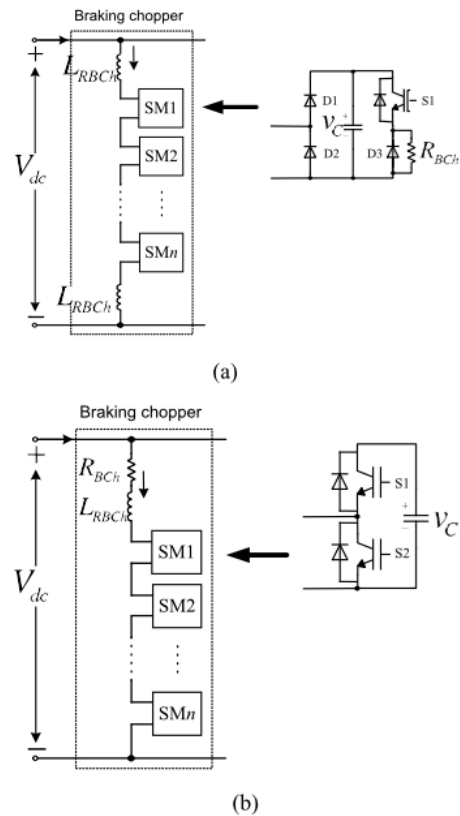 Braking chopper
+
L_RBCh
SM1
V_dc
SM2
SMn
L_RBCh
−
D1
D2
v_C
+
−
S1
D3
R_BCh
(a)
Braking chopper
+
R_BCh
L_RBCh
SM1
V_dc
SM2
SMn
−
S1
S2
+
−
v_C
(b)